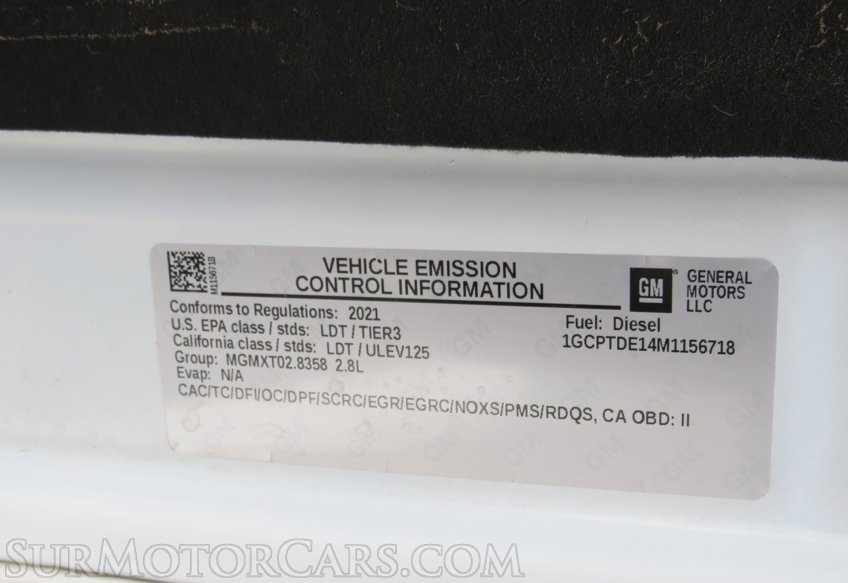 M1156718
VEHICLE EMISSION
CONTROL INFORMATION
GM®
GENERAL
MOTORS
LLC
Conforms to Regulations: 2021
U.S. EPA class / stds: LDT / TIER3
California class / stds: LDT / ULEV125
Group: MGMXT02.8358 2.8L
Evap: N/A
Fuel: Diesel
1GCPTDE14M1156718
CAC/TC/DFI/OC/DPF/SCRC/EGR/EGRC/NOXS/PMS/RDQS, CA OBD: II
SURMOTORCARS.COM